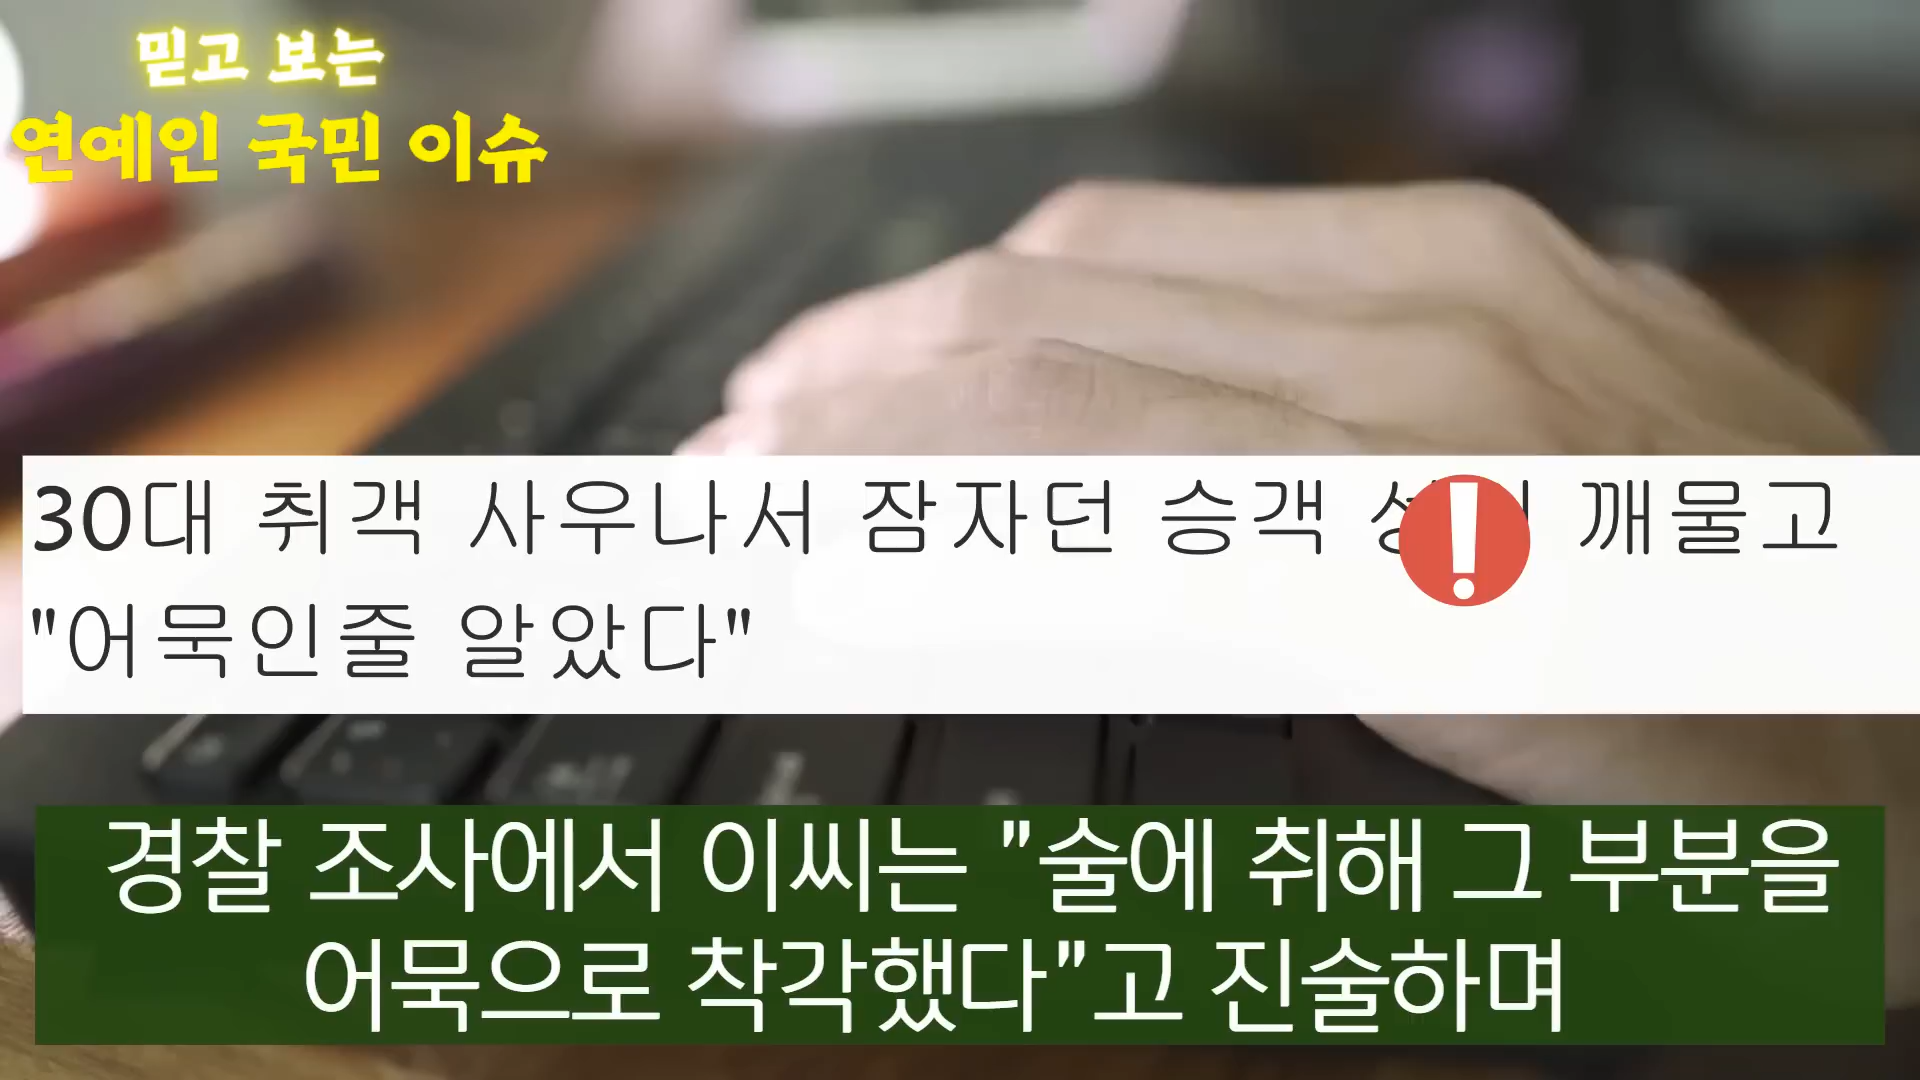 믿고 보는
연예인 국민 이슈
30대 취객 사우나서 잠자던 승객 깨물고
"어묵인줄 알았다"
경찰 조사에서 이씨는 "술에 취해 그 부분을
어묵으로 착각했다"고 진술하며